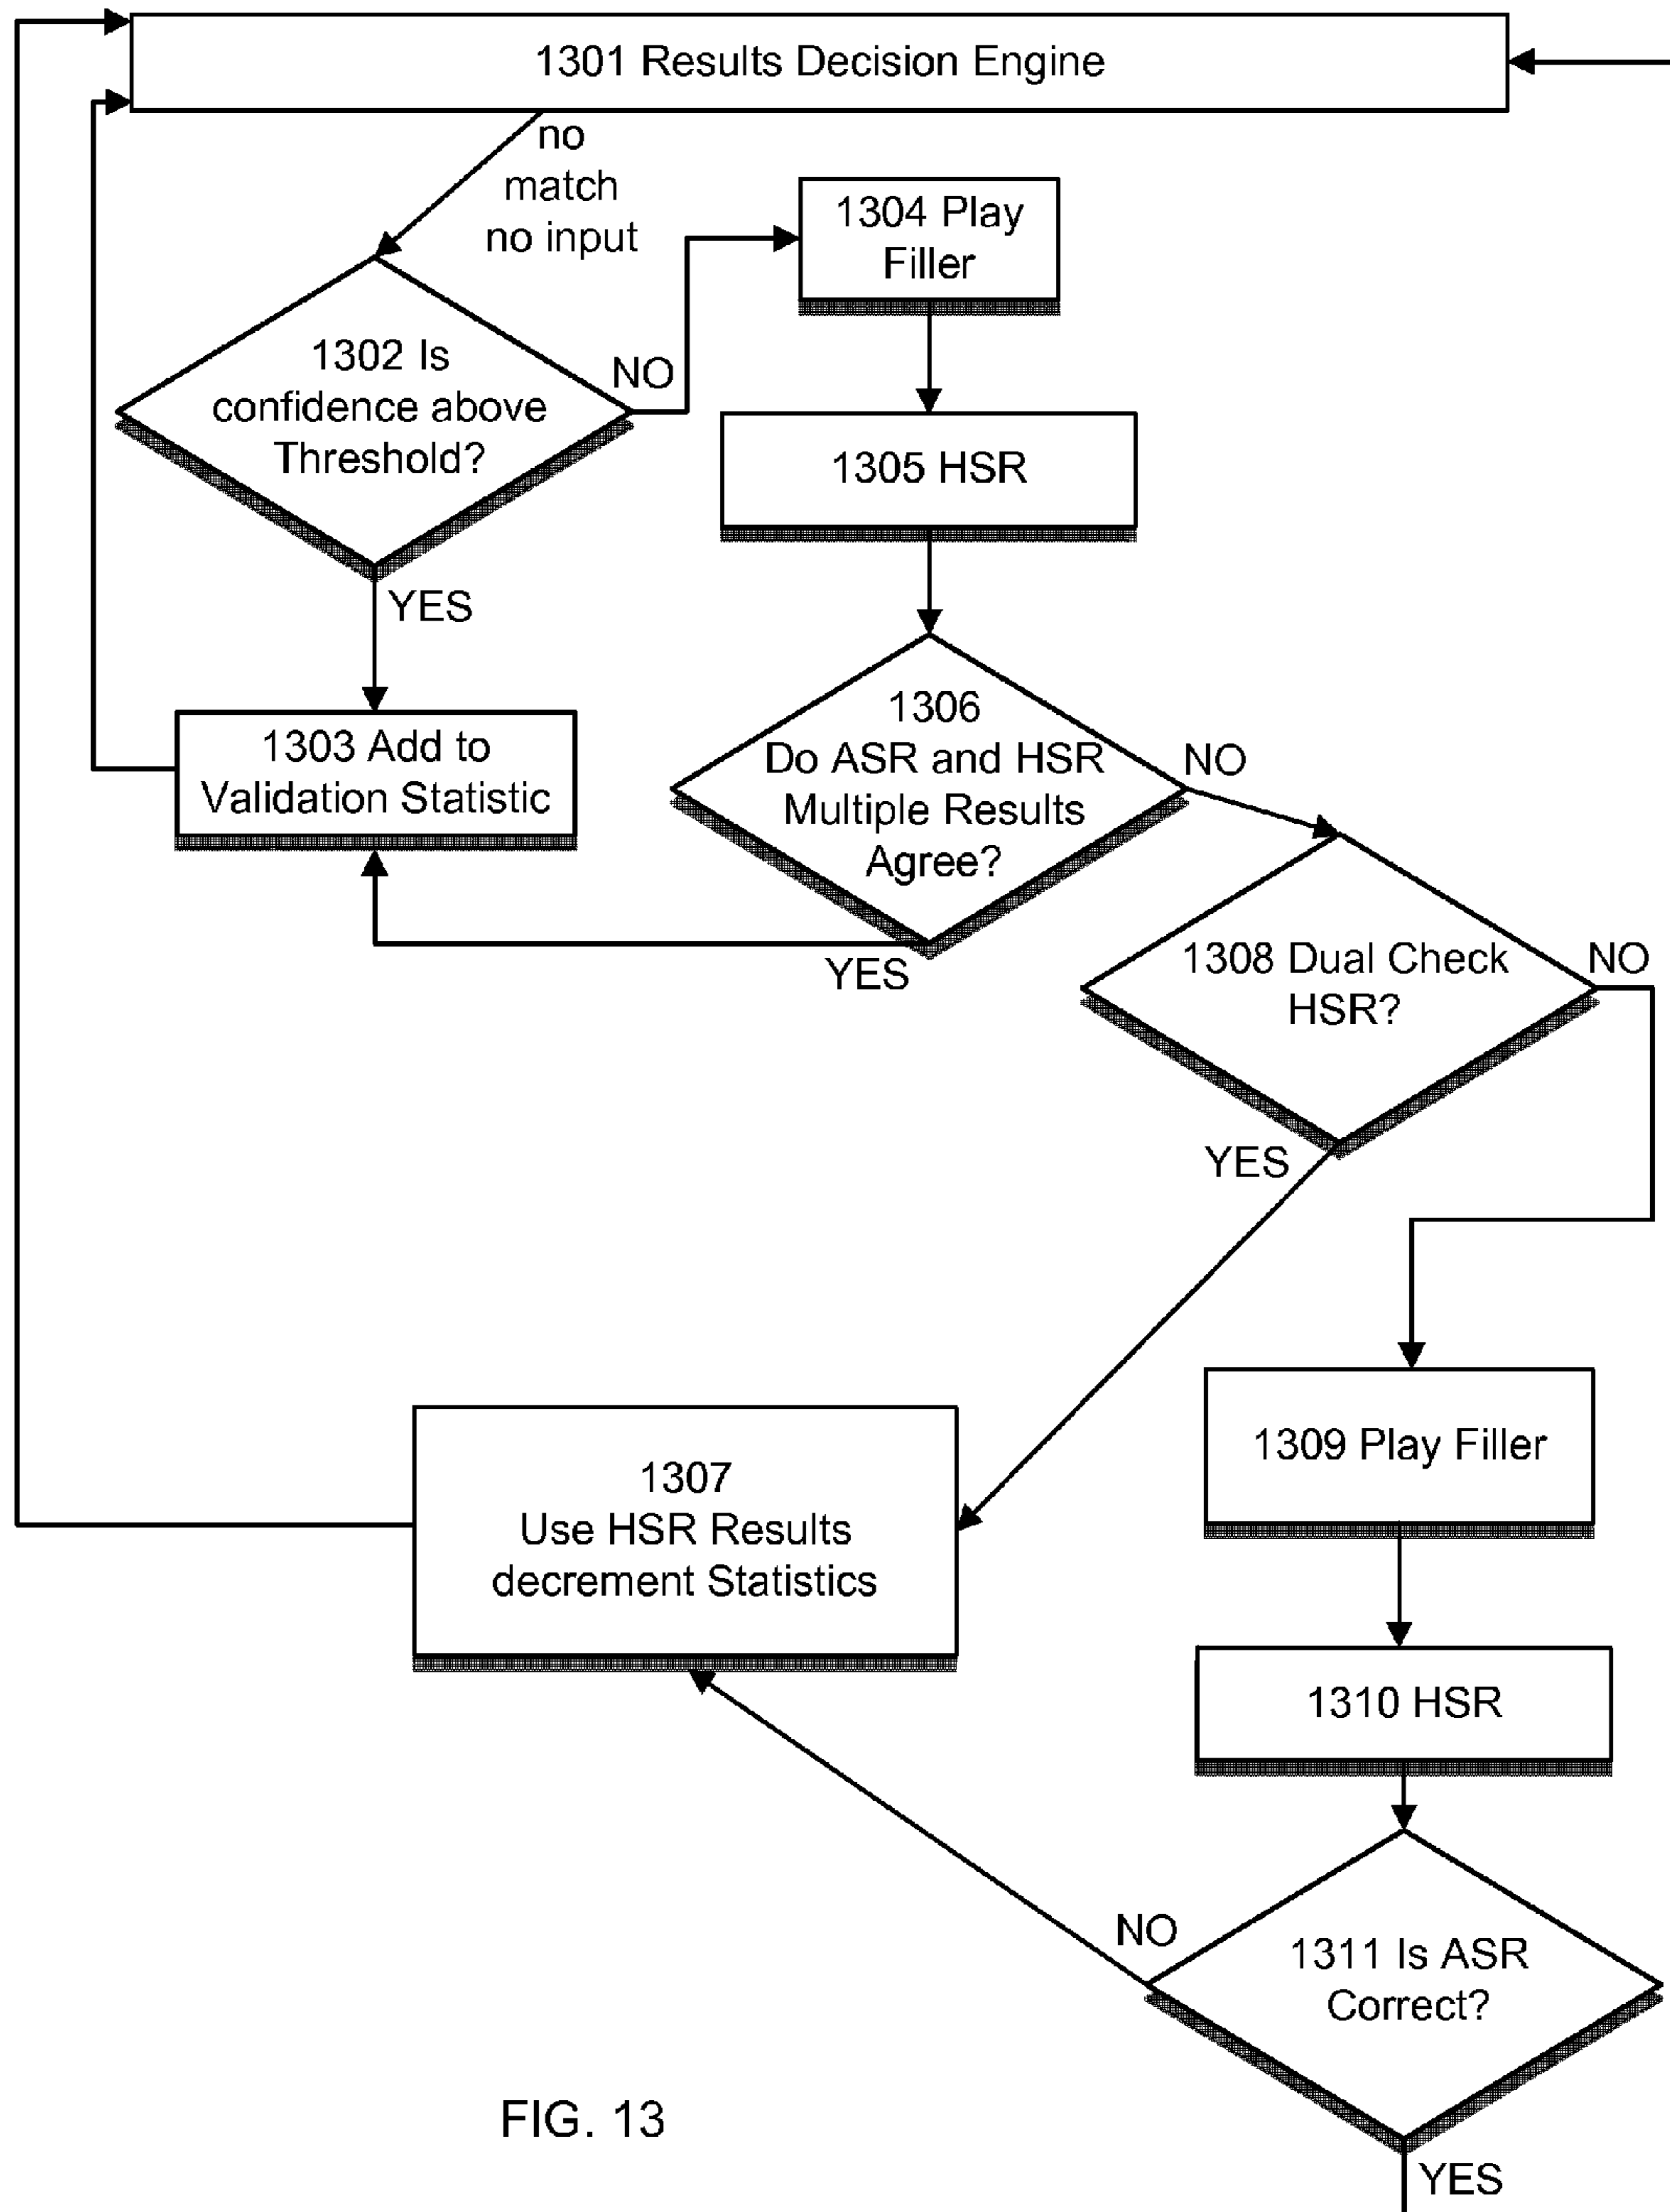 1301 Results Decision Engine
no
match
no input
1304 Play
Filler
1302 Is
confidence above
Threshold?
NO
1305 HSR
YES
1306
Do ASR and HSR
Multiple Results
Agree?
NO
1303 Add to
Validation Statistic
YES
1308 Dual Check
HSR?
NO
YES
1309 Play Filler
1307
Use HSR Results
decrement Statistics
1310 HSR
NO
1311 Is ASR
Correct?
FIG. 13
YES